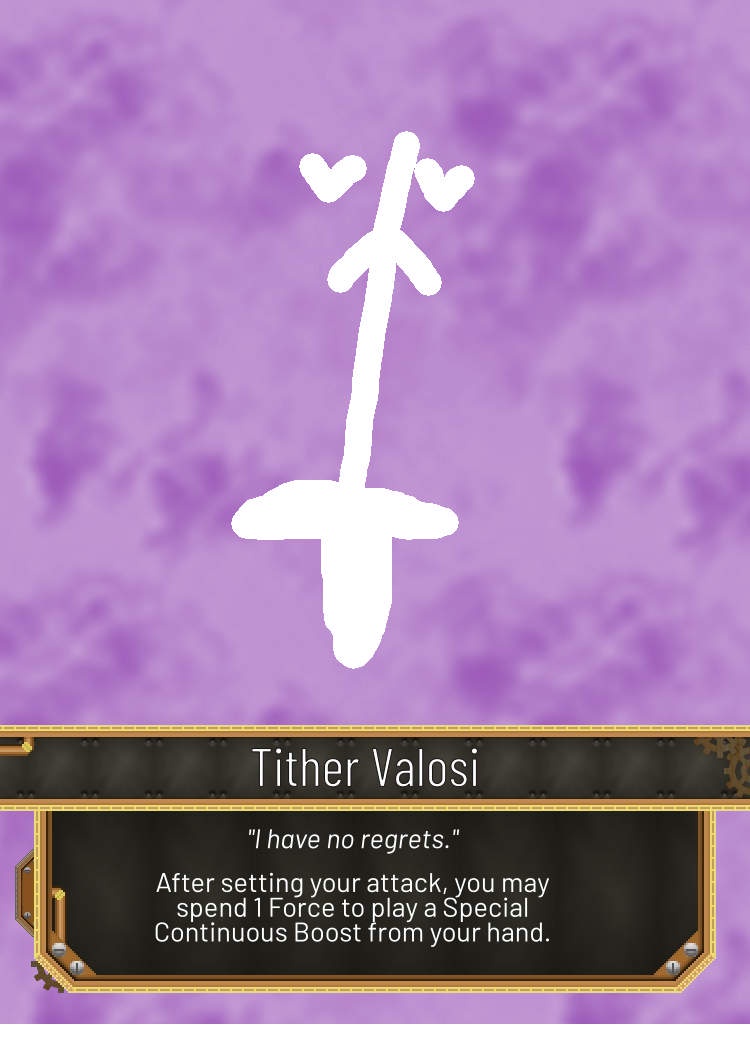 Tither Valosi
"I have no regrets."
After setting your attack, you may
spend 1 Force to play a Special
Continuous Boost from your hand.